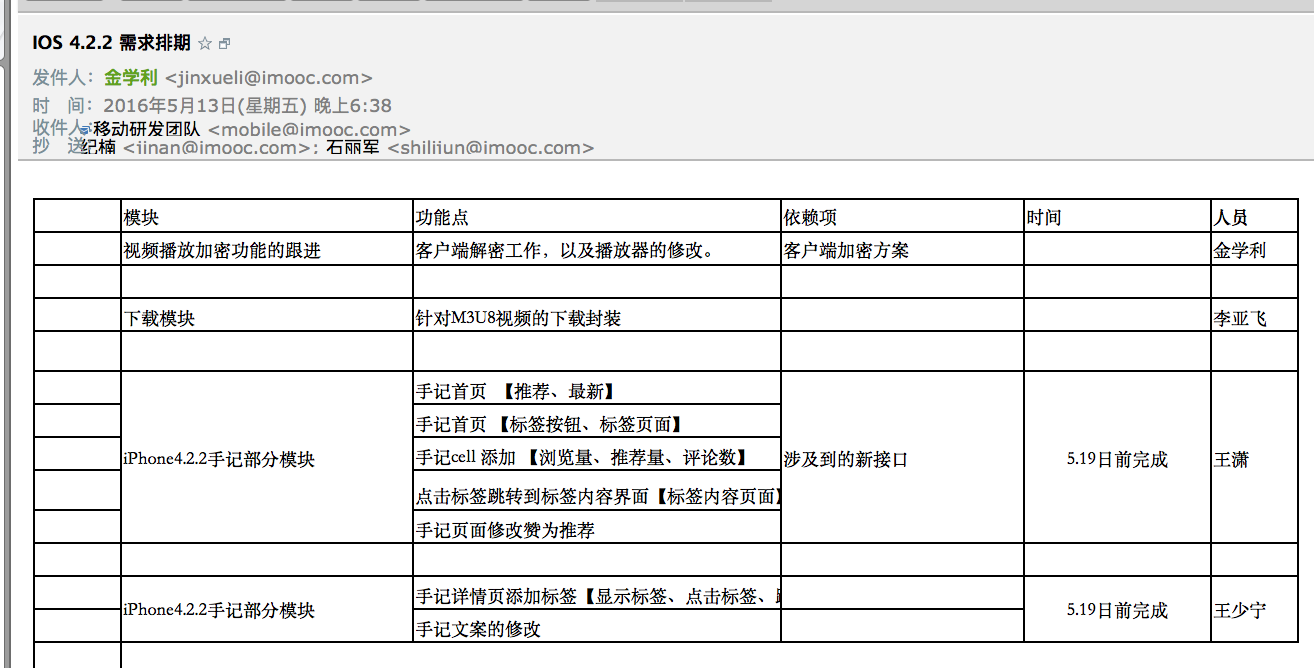 IOS 4.2.2 需求排期
发件人：金学利 <jinxueli@imooc.com>
时 间：2016年5月13日(星期五) 晚上6:38
收件人：移动研发团队 <mobile@imooc.com>
抄 送 纪楠 <jinan@imooc.com>; 石丽军 <shilijun@imooc.com>
模块 功能点 依赖项 时间 人员
视频播放加密功能的跟进 客户端解密工作，以及播放器的修改。 客户端加密方案 金学利
下载模块 针对M3U8视频的下载封装 李亚飞
手记首页 【推荐、最新】
手记首页 【标签按钮、标签页面】
iPhone4.2.2手记部分模块 手记cell 添加 【浏览量、推荐量、评论数】 涉及到的新接口 5.19日前完成 王潇
点击标签跳转到标签内容界面【标签内容页面】
手记页面修改赞为推荐
手记详情页添加标签【显示标签、点击标签、
iPhone4.2.2手记部分模块 5.19日前完成 王少宁
手记文案的修改